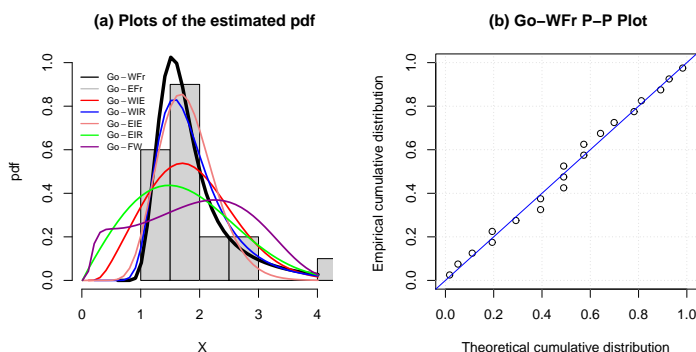 (a) Plots of the estimated pdf
pdf
0.0
0.2
0.4
0.6
0.8
1.0
Go−WFr
Go−EFr
Go−WIE
Go−WIR
Go−EIE
Go−EIR
Go−FW
0 1 2 3 4
X
(b) Go−WFr P−P Plot
Empirical cumulative distribution
0.0
0.2
0.4
0.6
0.8
1.0
0.0 0.2 0.4 0.6 0.8 1.0
Theoretical cumulative distribution